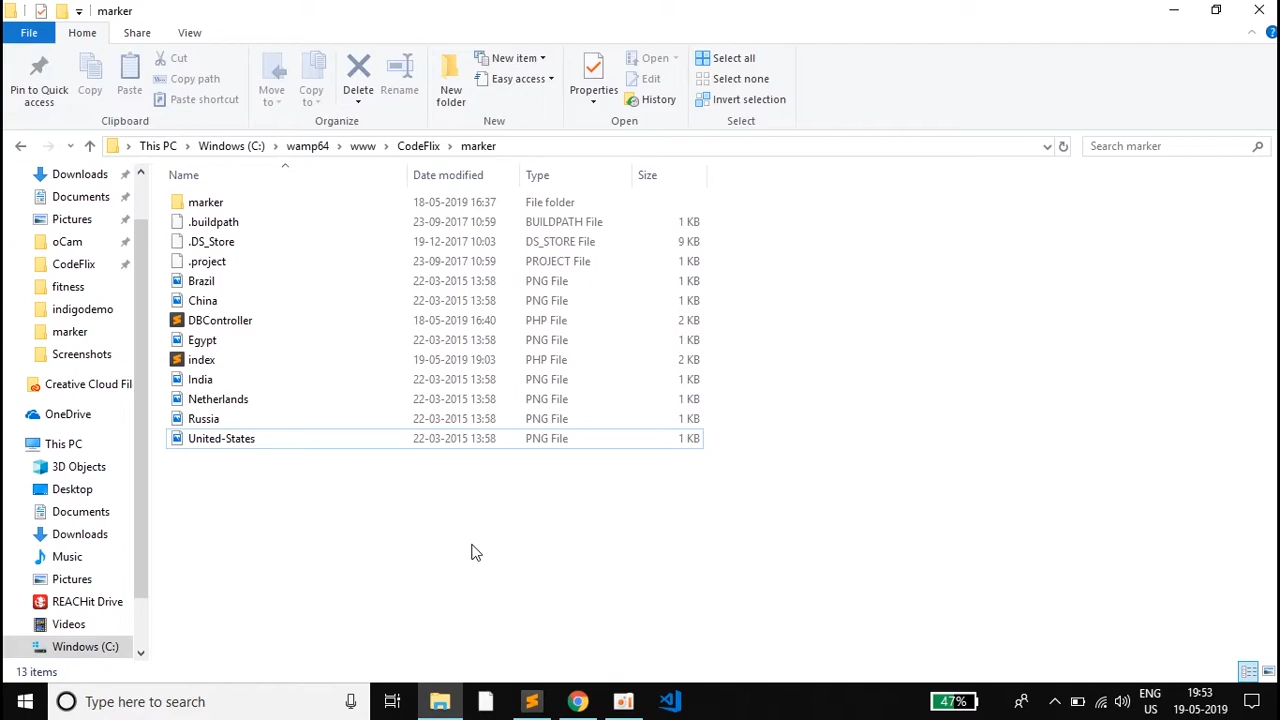 marker
File Home Share View
Pin to Quick access
Copy
Paste
Cut
Copy path
Paste shortcut
Clipboard
Move to
Copy to
Delete
Rename
Organize
New folder
New item
Easy access
New
Properties
Open
Edit
History
Open
Select all
Select none
Invert selection
Select
This PC Windows (C:) wamp64 www CodeFlix marker
Search marker
Downloads
Documents
Pictures
oCam
CodeFlix
fitness
indigodemo
marker
Screenshots
Creative Cloud Fil
OneDrive
This PC
3D Objects
Desktop
Documents
Downloads
Music
Pictures
REACHit Drive
Videos
Windows (C:)
Name Date modified Type Size
marker 18-05-2019 16:37 File folder
.buildpath 23-09-2017 10:59 BUILDPATH File 1 KB
.DS_Store 19-12-2017 10:03 DS_STORE File 9 KB
.project 23-09-2017 10:59 PROJECT File 1 KB
Brazil 22-03-2015 13:58 PNG File 1 KB
China 22-03-2015 13:58 PNG File 1 KB
DBController 18-05-2019 16:40 PHP File 2 KB
Egypt 22-03-2015 13:58 PNG File 1 KB
index 19-05-2019 19:03 PHP File 2 KB
India 22-03-2015 13:58 PNG File 1 KB
Netherlands 22-03-2015 13:58 PNG File 1 KB
Russia 22-03-2015 13:58 PNG File 1 KB
United-States 22-03-2015 13:58 PNG File 1 KB
13 items
Type here to search
47%
ENG
US
19:53
19-05-2019